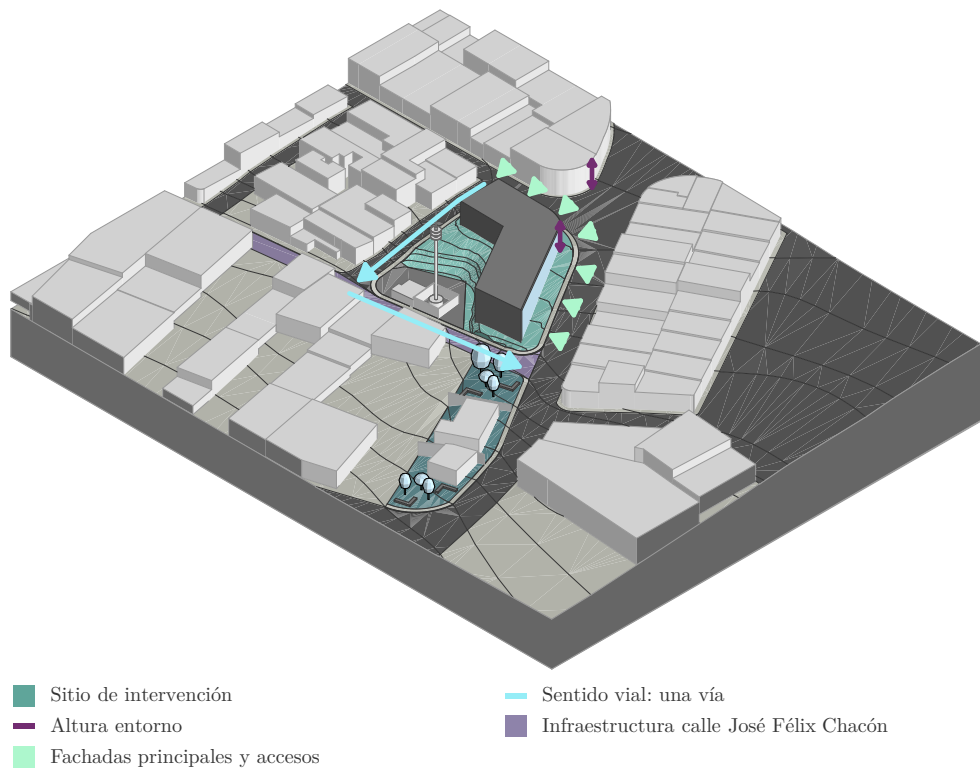 Sitio de intervención
Altura entorno
Fachadas principales y accesos
Sentido vial: una vía
Infraestructura calle José Félix Chacón